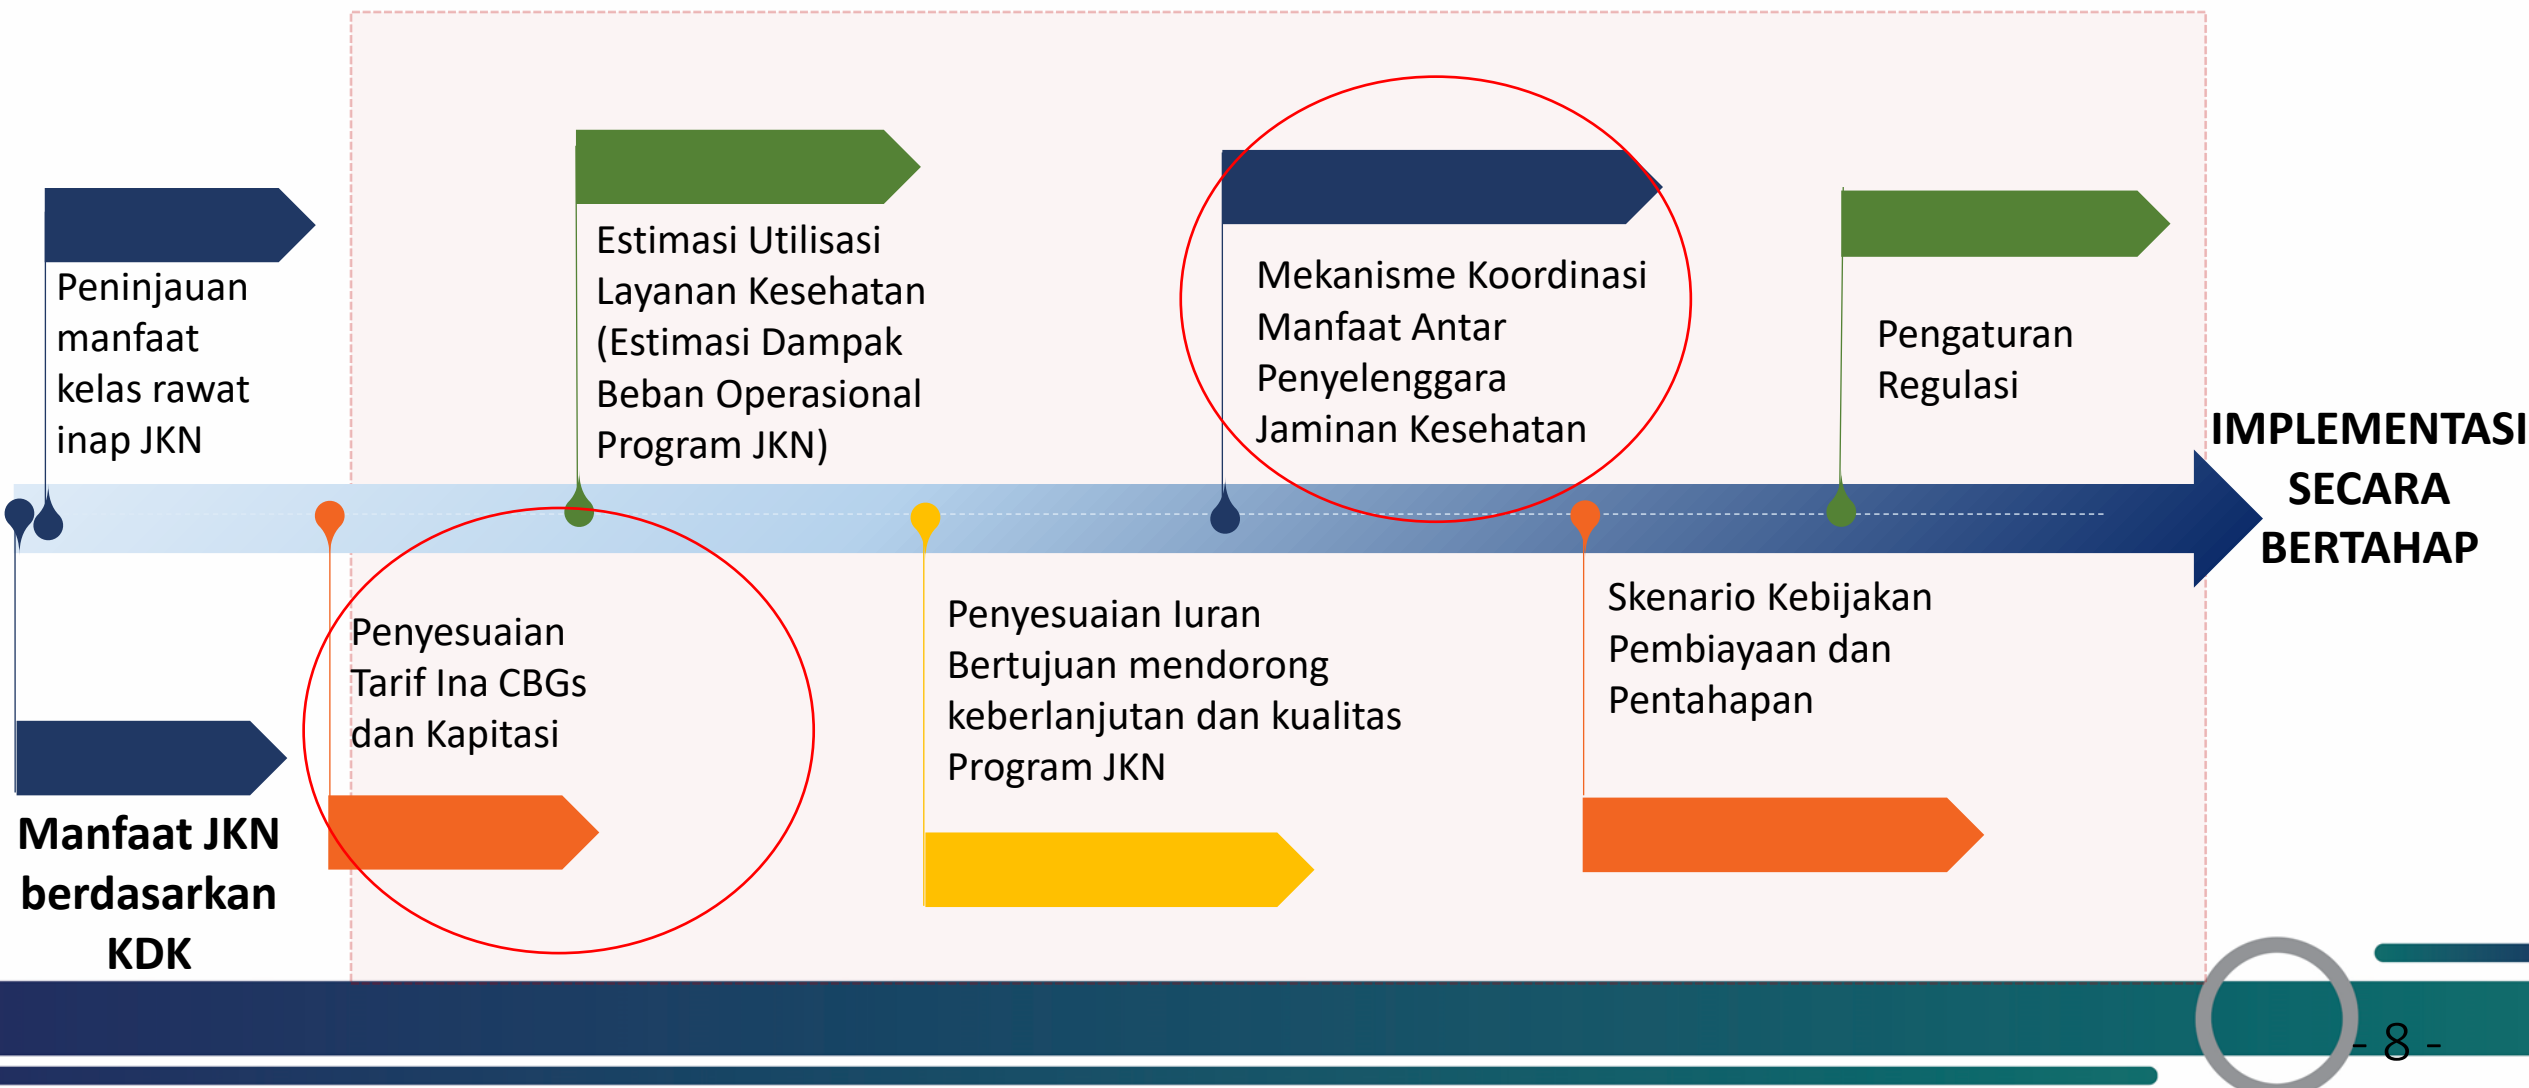 Peninjauan
manfaat
kelas rawat
inap JKN
Estimasi Utilisasi
Layanan Kesehatan
(Estimasi Dampak
Beban Operasional
Program JKN)
Mekanisme Koordinasi
Manfaat Antar
Penyelenggara
Jaminan Kesehatan
Pengaturan
Regulasi
IMPLEMENTASI
SECARA
BERTAHAP
Manfaat JKN
berdasarkan
KDK
Penyesuaian
Tarif Ina CBGs
dan Kapitasi
Penyesuaian Iuran
Bertujuan mendorong
keberlanjutan dan kualitas
Program JKN
Skenario Kebijakan
Pembiayaan dan
Pentahapan
- 8 -